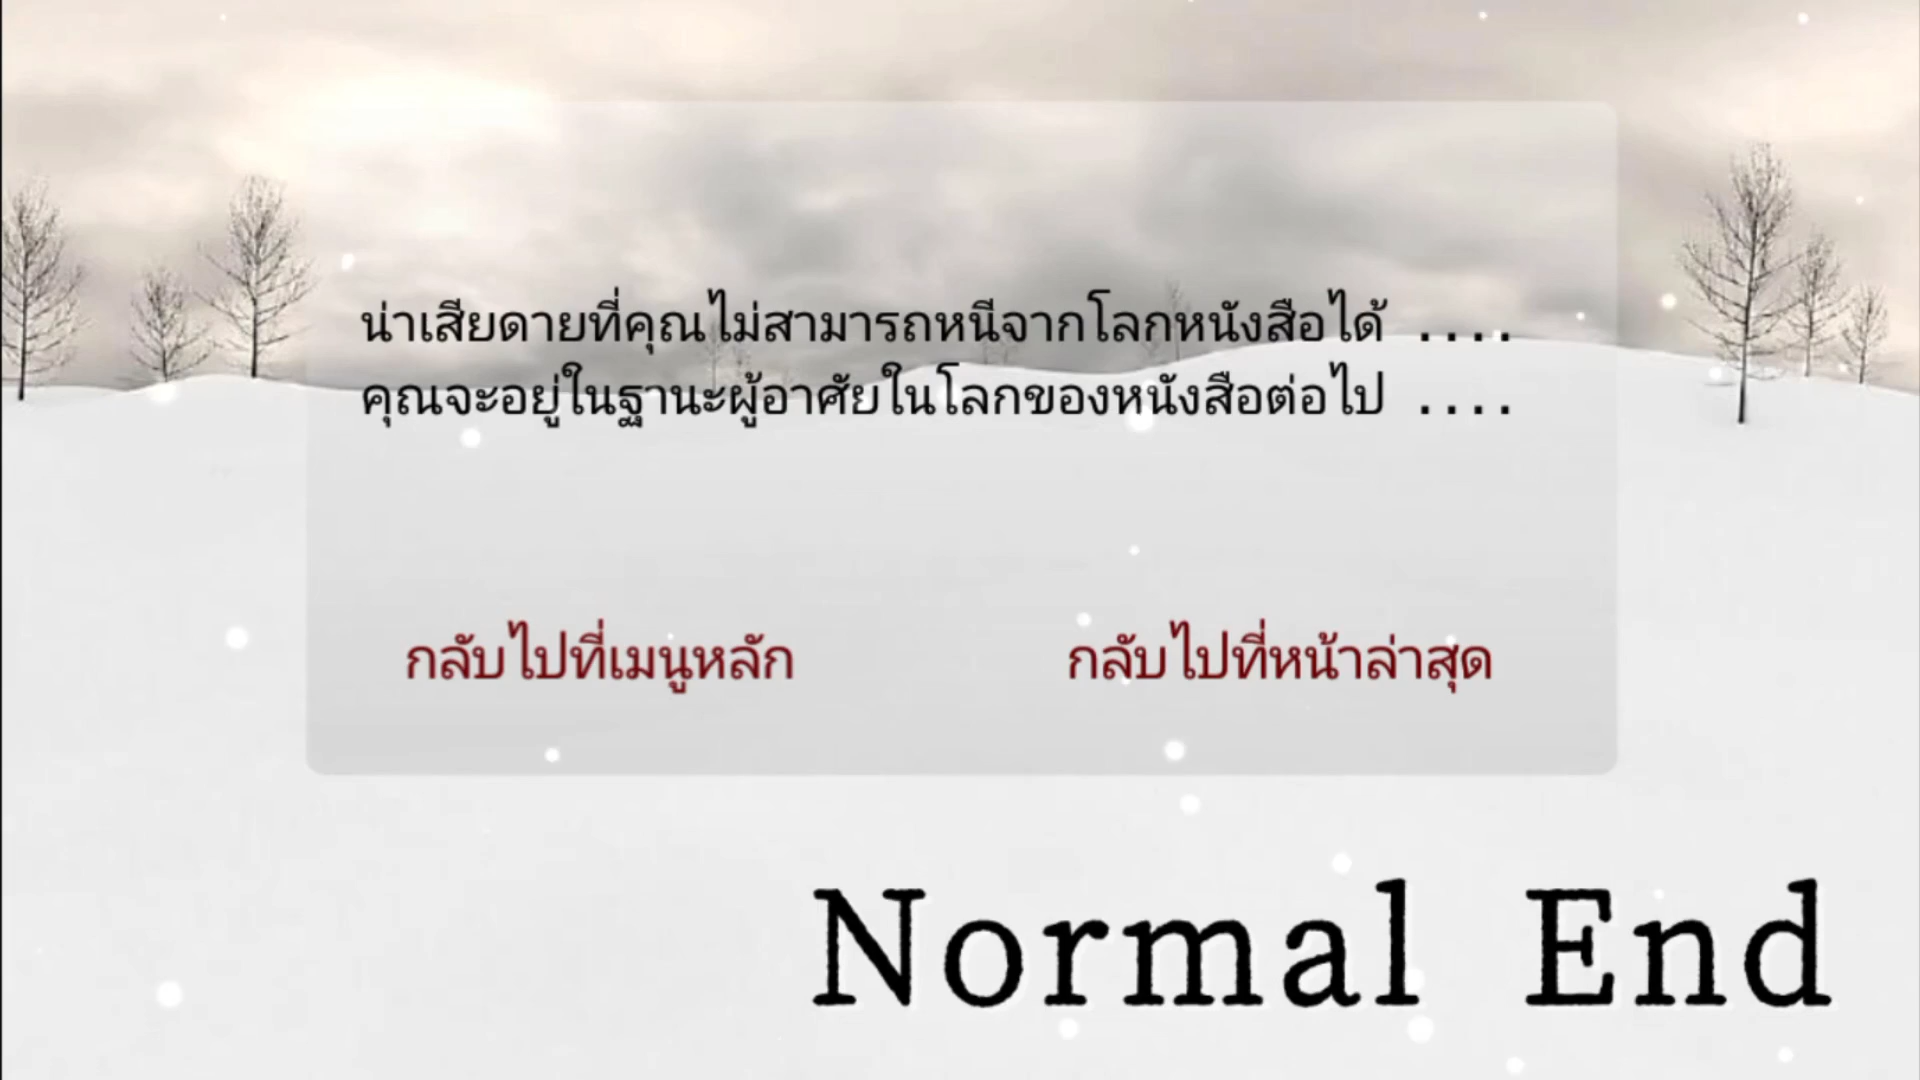 น่าเสียดายที่คุณไม่สามารถหนีจากโลกหนังสือได้ ....
คุณจะอยู่ในฐานะผู้อาศัยในโลกของหนังสือต่อไป ....
กลับไปที่เมนูหลัก
กลับไปที่หน้าล่าสุด
Normal End